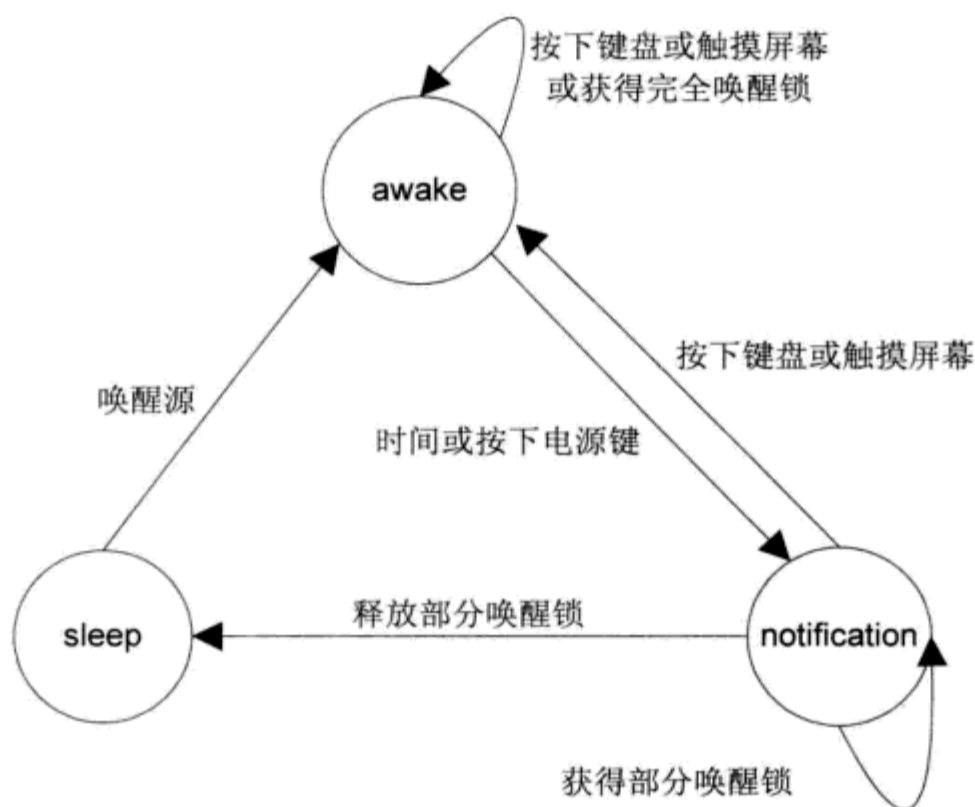 按下键盘或触摸屏幕
或获得完全唤醒锁
awake
按下键盘或触摸屏幕
唤醒源
时间或按下电源键
释放部分唤醒锁
sleep
notification
获得部分唤醒锁